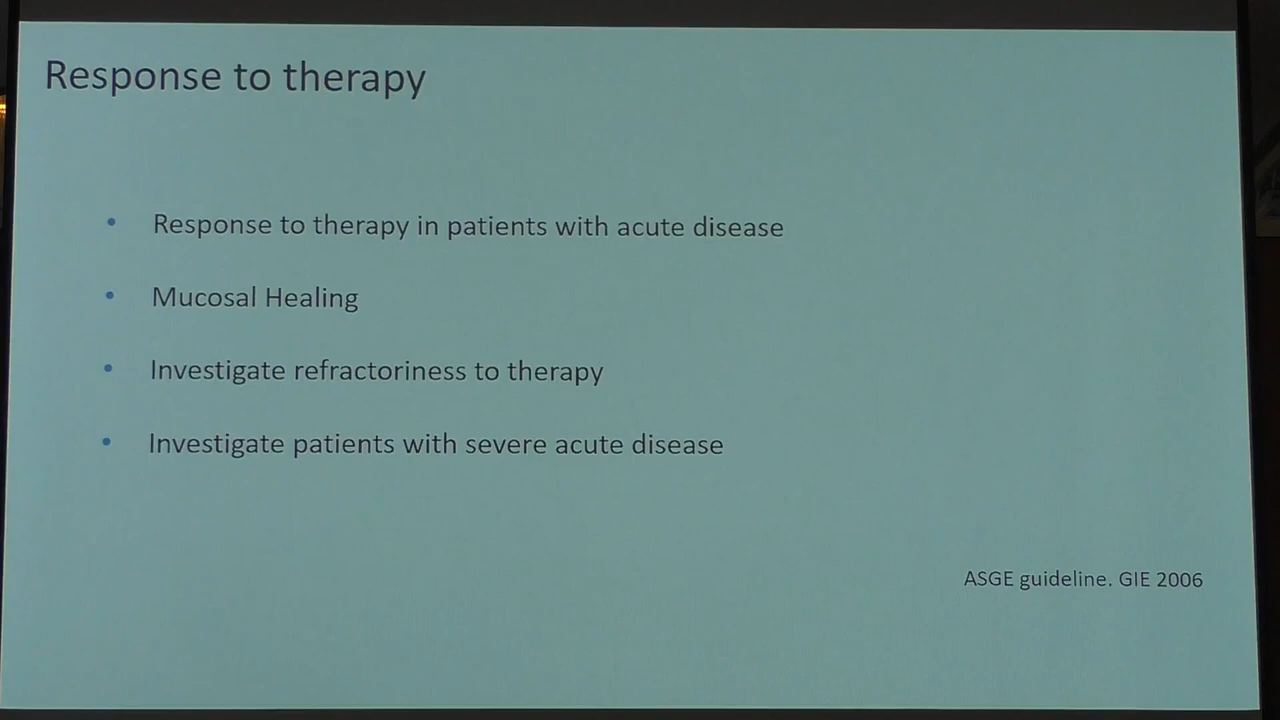 Response to therapy
• Response to therapy in patients with acute disease
• Mucosal Healing
• Investigate refractoriness to therapy
• Investigate patients with severe acute disease
ASGE guideline. GIE 2006